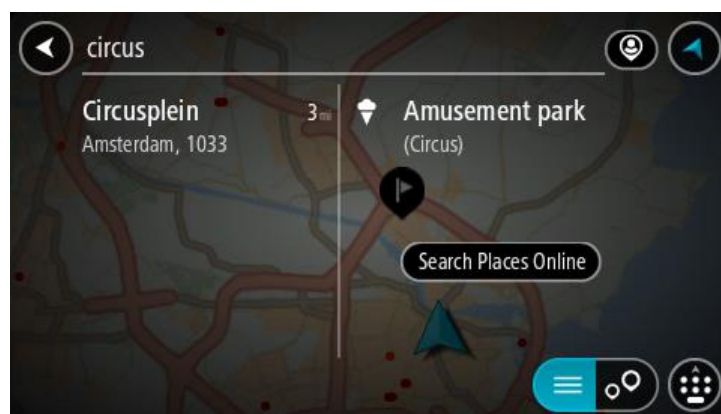 circus
Circusplein
3 mi
Amsterdam, 1033
Amusement park
(Circus)
Search Places Online